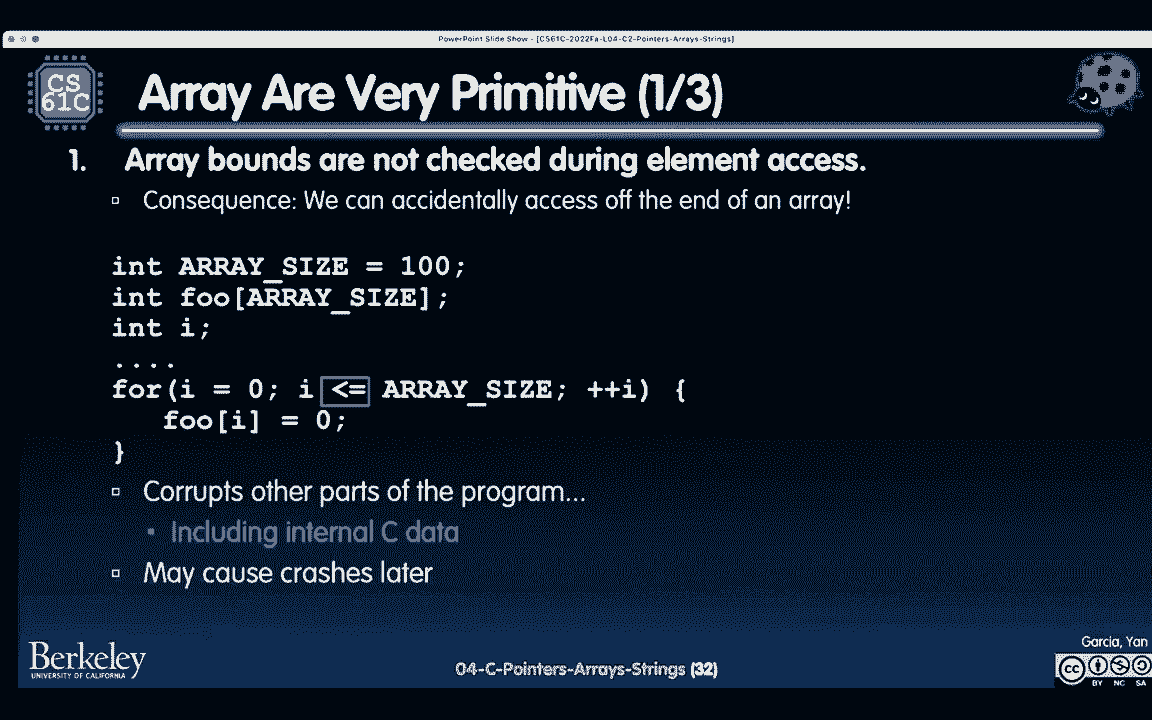 PowerPoint Slide Show - [CS61C-2022Fa-L04-C2-Pointers-Arrays-Strings]
CS
61C
Array Are Very Primitive (1/3)
1. Array bounds are not checked during element access.
Consequence: We can accidentally access off the end of an array!
int ARRAY_SIZE = 100;
int foo[ARRAY_SIZE];
int i;
....
for(i = 0; i <= ARRAY_SIZE; ++i) {
foo[i] = 0;
}
Corrupts other parts of the program...
Including internal C data
May cause crashes later
Garcia, Yan
Berkeley
UNIVERSITY OF CALIFORNIA
04-C-Pointers-Arrays-Strings (32)
cc
BY NC SA